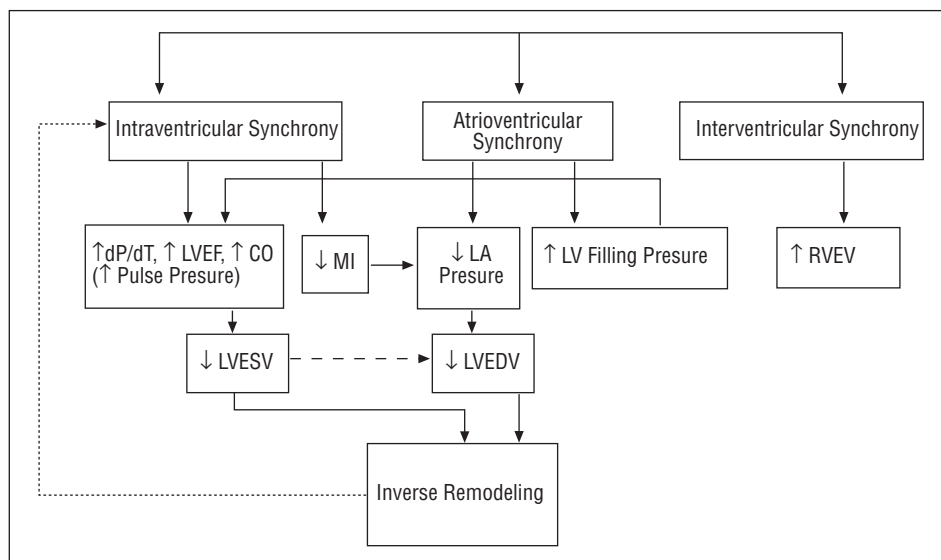 Intraventricular Synchrony
Atrioventricular
Synchrony
Interventricular Synchrony
↑dP/dT, ↑ LVEF, ↑ CO
(↑ Pulse Presure)
↓ MI
↓ LA
Presure
↑ LV Filling Presure
↑ RVEV
↓ LVESV
↓ LVEDV
Inverse Remodeling